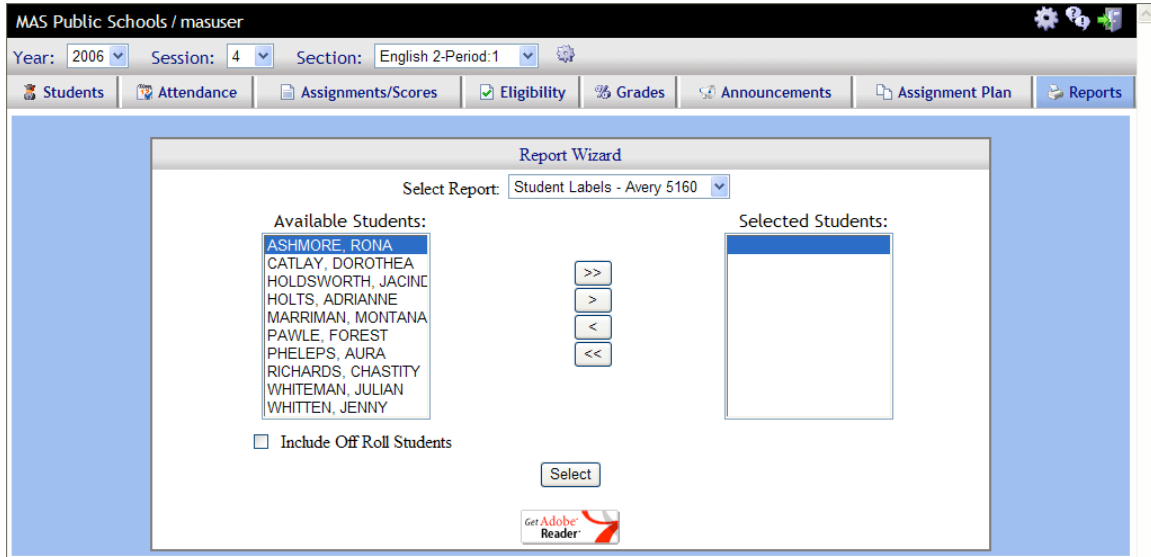 MAS Public Schools / masuser
Year: 2006 Session: 4 Section: English 2-Period:1
Students Attendance Assignments/Scores Eligibility Grades Announcements Assignment Plan Reports
Report Wizard
Select Report: Student Labels - Avery 5160
Available Students: Selected Students:
ASHMORE, RONA
CATLAY, DOROTHEA
HOLDSWORTH, JACIND
HOLTS, ADRIANNE
MARRIMAN, MONTANA
PAWLE, FOREST
PHELEPS, AURA
RICHARDS, CHASTITY
WHITEMAN, JULIAN
WHITTEN, JENNY
>>
>
<
<<
Include Off Roll Students
Select
Get Adobe
Reader